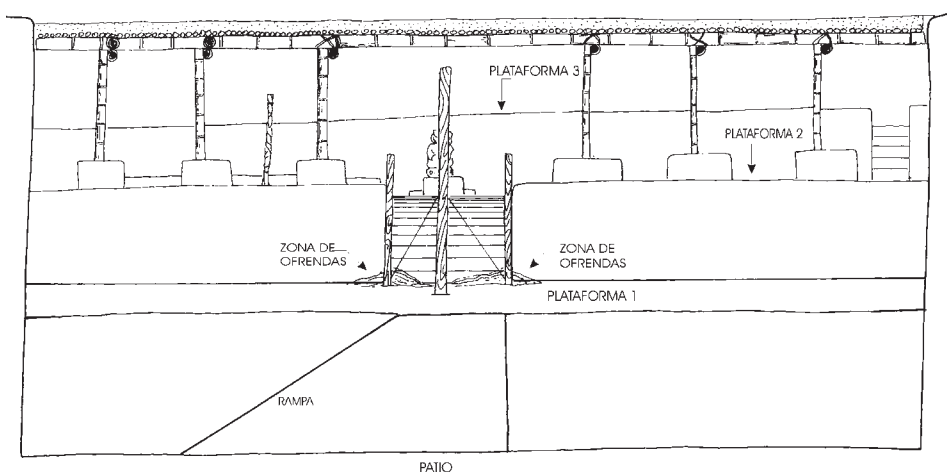 PLATAFORMA 3
PLATAFORMA 2
ZONA DE
OFRENDAS
ZONA DE
OFRENDAS
PLATAFORMA 1
RAMPA
PATIO